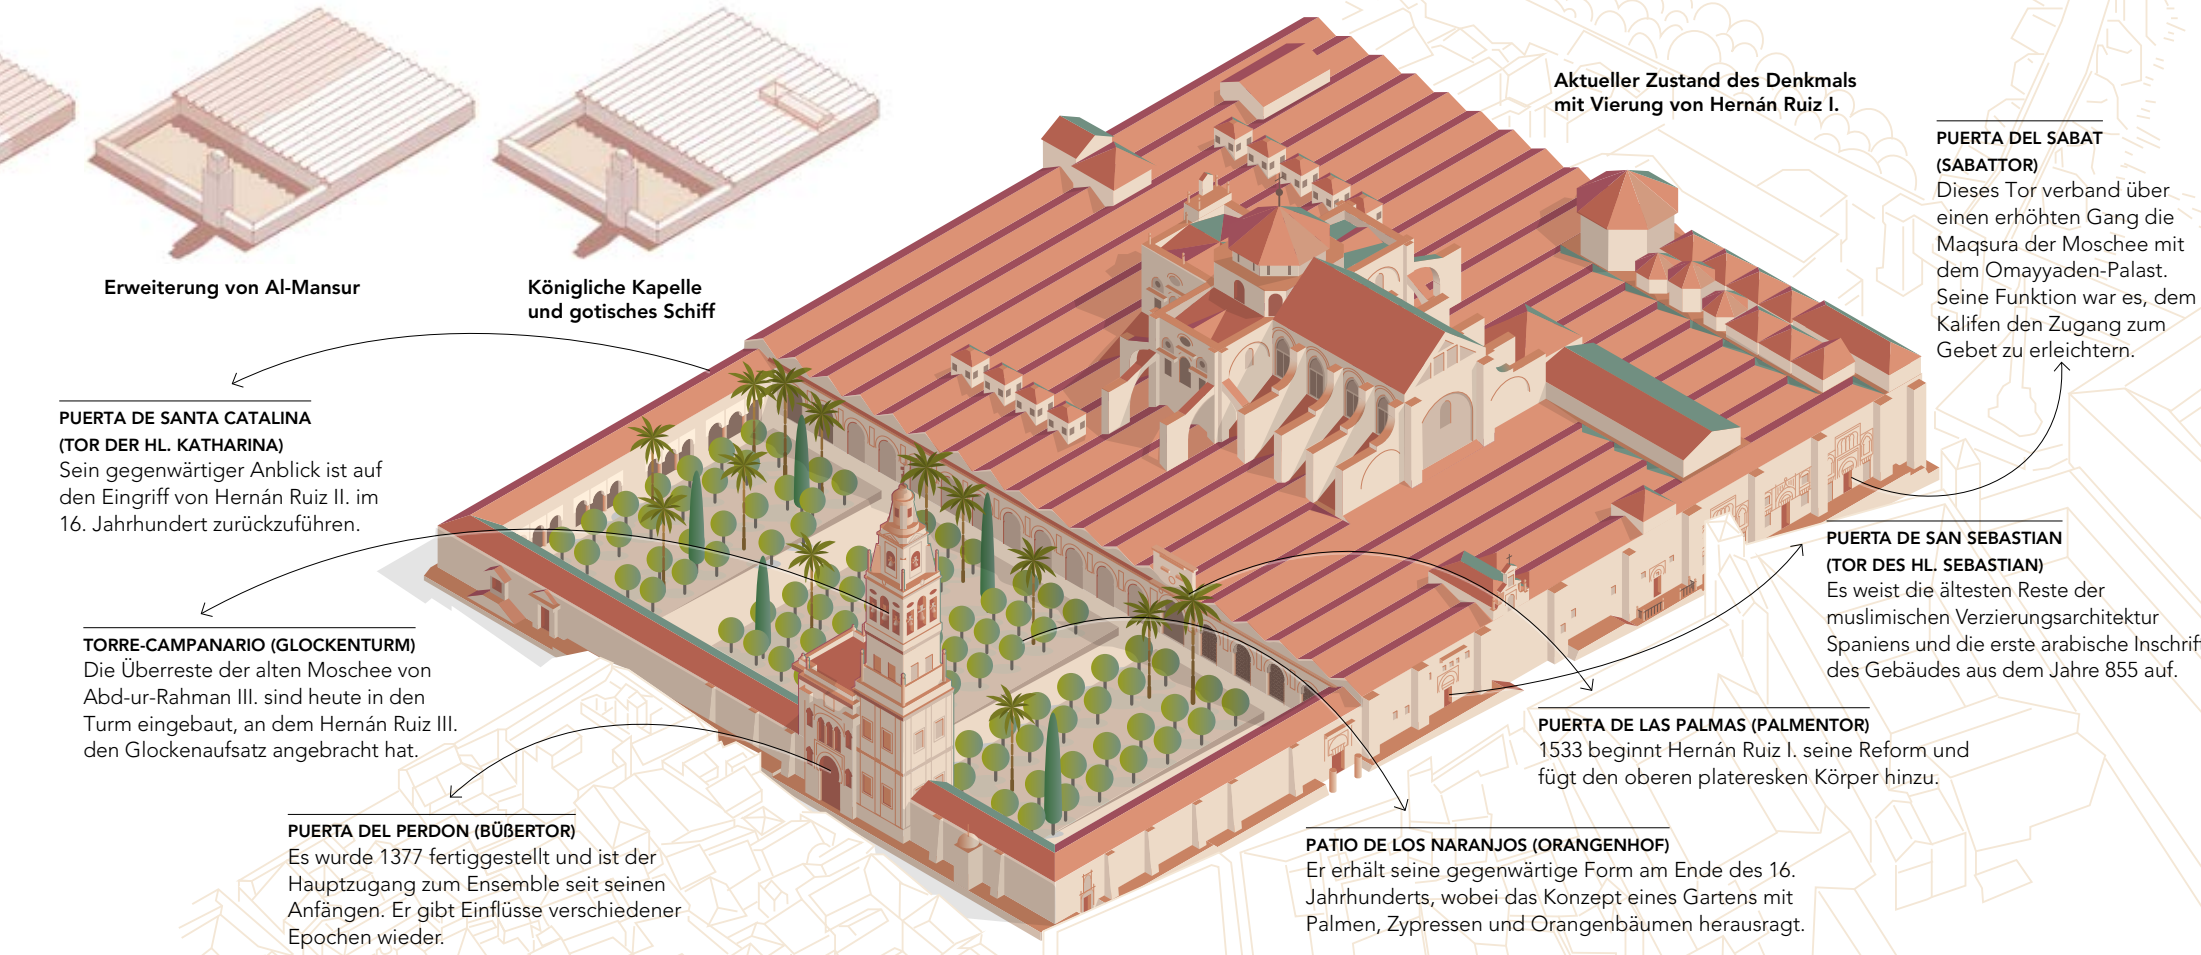 Erweiterung von Al-Mansur
Königliche Kapelle
und gotisches Schiff
Aktueller Zustand des Denkmals
mit Vierung von Hernán Ruiz I.
PUERTA DEL SABAT
(SABATTOR)
Dieses Tor verband über
einen erhöhten Gang die
Maqsura der Moschee mit
dem Omayyaden-Palast.
Seine Funktion war es, dem
Kalifen den Zugang zum
Gebet zu erleichtern.
PUERTA DE SANTA CATALINA
(TOR DER HL. KATHARINA)
Sein gegenwärtiger Anblick ist auf
den Eingriff von Hernán Ruiz II. im
16. Jahrhundert zurückzuführen.
TORRE-CAMPANARIO (GLOCKENTURM)
Die Überreste der alten Moschee von
Abd-ur-Rahman III. sind heute in den
Turm eingebaut, an dem Hernán Ruiz III.
den Glockenaufsatz angebracht hat.
PUERTA DEL PERDON (BÜßERTOR)
Es wurde 1377 fertiggestellt und ist der
Hauptzugang zum Ensemble seit seinen
Anfängen. Er gibt Einflüsse verschiedener
Epochen wieder.
PUERTA DE SAN SEBASTIAN
(TOR DES HL. SEBASTIAN)
Es weist die ältesten Reste der
muslimischen Verzierungsarchitektur
Spaniens und die erste arabische Inschrift
des Gebäudes aus dem Jahre 855 auf.
PUERTA DE LAS PALMAS (PALMENTOR)
1533 beginnt Hernán Ruiz I. seine Reform und
fügt den oberen plateresken Körper hinzu.
PATIO DE LOS NARANJOS (ORANGENHOF)
Er erhält seine gegenwärtige Form am Ende des 16.
Jahrhunderts, wobei das Konzept eines Gartens mit
Palmen, Zypressen und Orangenbäumen herausragt.